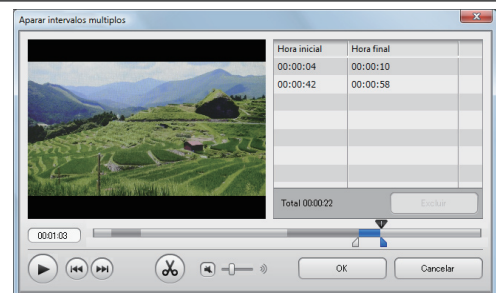 Aparar intervalos multiplos
Hora inicial Hora final
00:00:04 00:00:10
00:00:42 00:00:58
Total 00:00:22 Excluir
00:01:03
OK Cancelar